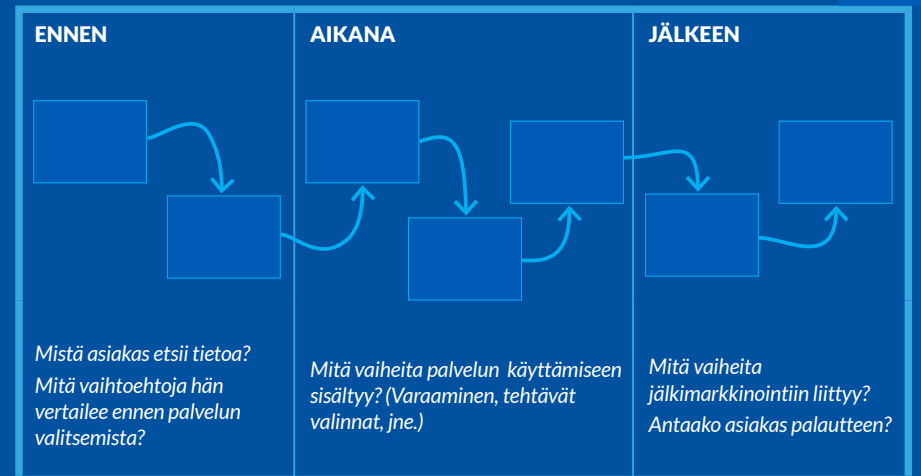 ENNEN
AIKANA
JÄLKEEN
Mistä asiakas etsii tietoa?
Mitä vaihtoehtoja hän
vertailee ennen palvelun
valitsemista?
Mitä vaiheita palvelun käyttämiseen
sisältyy? (Varaaminen, tehtävät
valinnat, jne.)
Mitä vaiheita
jälkimarkkinointiin liittyy?
Antaako asiakas palautteen?